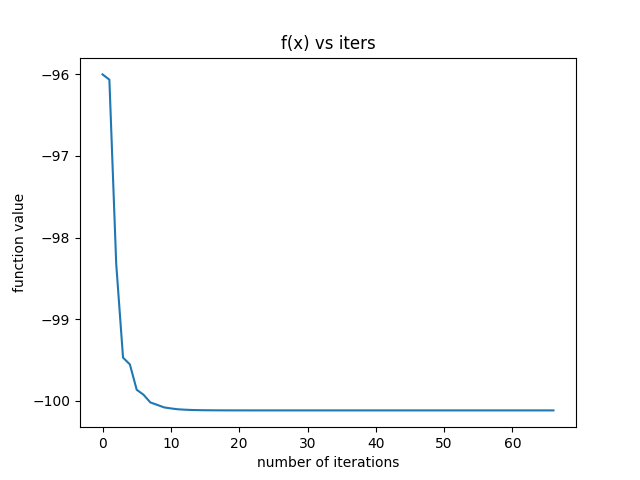 f(x) vs iters
function value
−96
−97
−98
−99
−100
0 10 20 30 40 50 60
number of iterations